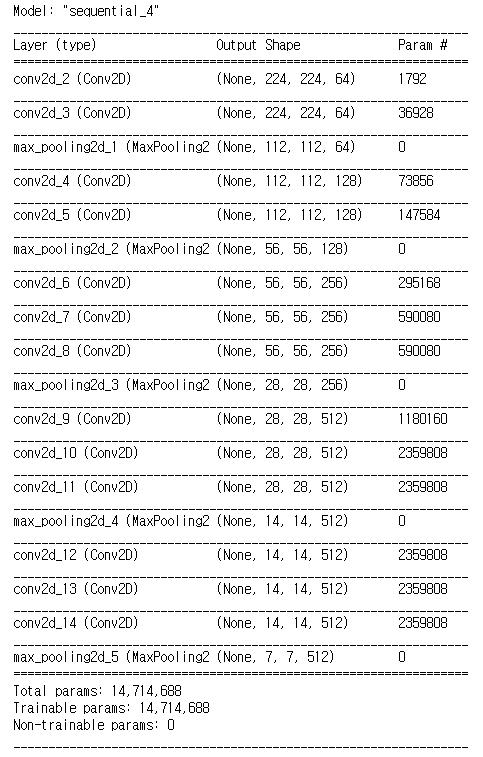 Model: "sequential_4"
_________________________________________________________________
Layer (type)                 Output Shape              Param #
=================================================================
conv2d_2 (Conv2D)            (None, 224, 224, 64)      1792
_________________________________________________________________
conv2d_3 (Conv2D)            (None, 224, 224, 64)      36928
_________________________________________________________________
max_pooling2d_1 (MaxPooling2 (None, 112, 112, 64)      0
_________________________________________________________________
conv2d_4 (Conv2D)            (None, 112, 112, 128)     73856
_________________________________________________________________
conv2d_5 (Conv2D)            (None, 112, 112, 128)     147584
_________________________________________________________________
max_pooling2d_2 (MaxPooling2 (None, 56, 56, 128)       0
_________________________________________________________________
conv2d_6 (Conv2D)            (None, 56, 56, 256)       295168
_________________________________________________________________
conv2d_7 (Conv2D)            (None, 56, 56, 256)       590080
_________________________________________________________________
conv2d_8 (Conv2D)            (None, 56, 56, 256)       590080
_________________________________________________________________
max_pooling2d_3 (MaxPooling2 (None, 28, 28, 256)       0
_________________________________________________________________
conv2d_9 (Conv2D)            (None, 28, 28, 512)       1180160
_________________________________________________________________
conv2d_10 (Conv2D)           (None, 28, 28, 512)       2359808
_________________________________________________________________
conv2d_11 (Conv2D)           (None, 28, 28, 512)       2359808
_________________________________________________________________
max_pooling2d_4 (MaxPooling2 (None, 14, 14, 512)       0
_________________________________________________________________
conv2d_12 (Conv2D)           (None, 14, 14, 512)       2359808
_________________________________________________________________
conv2d_13 (Conv2D)           (None, 14, 14, 512)       2359808
_________________________________________________________________
conv2d_14 (Conv2D)           (None, 14, 14, 512)       2359808
_________________________________________________________________
max_pooling2d_5 (MaxPooling2 (None, 7, 7, 512)         0
=================================================================
Total params: 14,714,688
Trainable params: 14,714,688
Non-trainable params: 0
_________________________________________________________________